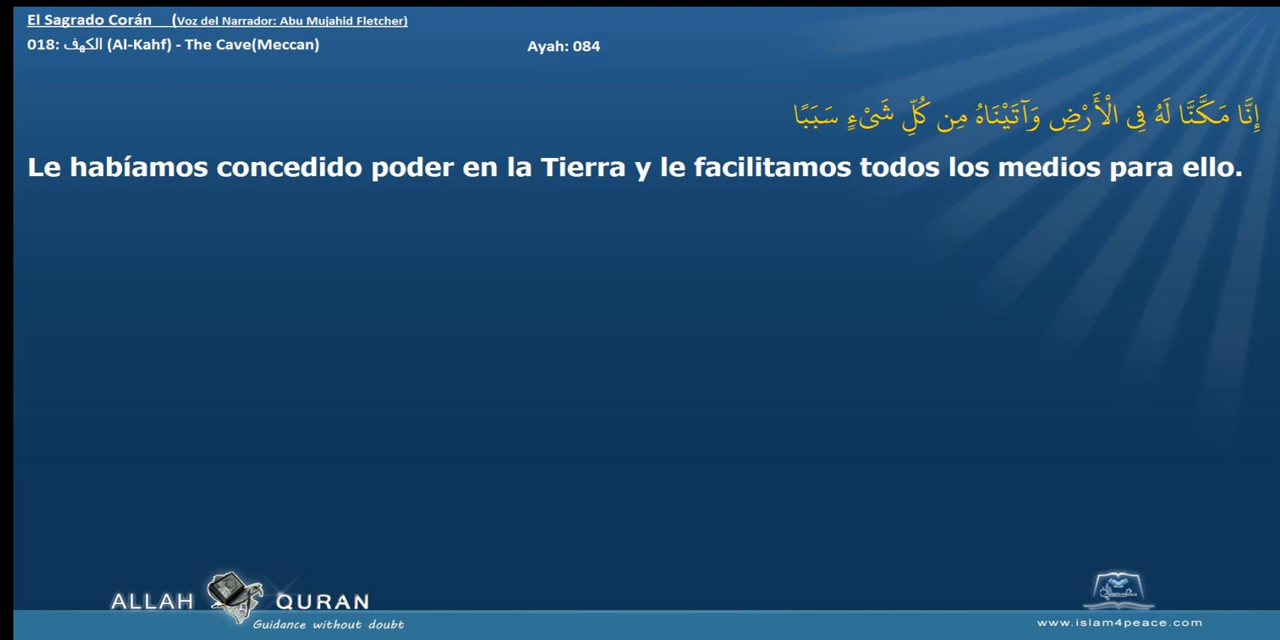 El Sagrado Corán (Voz del Narrador: Abu Mujahid Fletcher)
018: الكهف (Al-Kahf) - The Cave(Meccan)
Ayah: 084
إِنَّا مَكَّنَّا لَهُ فِي الْأَرْضِ وَآتَيْنَاهُ مِن كُلِّ شَيْءٍ سَبَبًا
Le habíamos concedido poder en la Tierra y le facilitamos todos los medios para ello.
ALLAH QURAN
Guidance without doubt
www.islam4peace.com